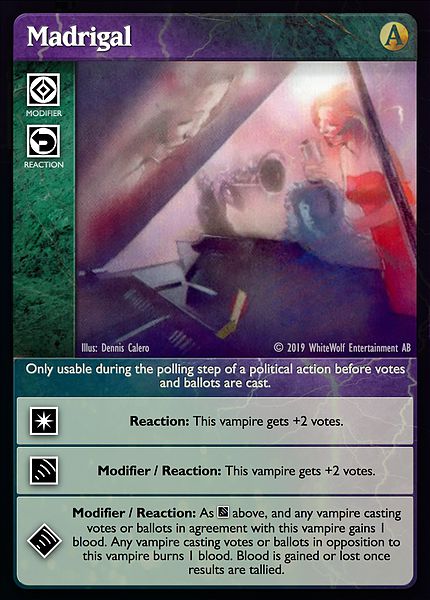 Madrigal
A
MODIFIER
REACTION
Illus: Dennis Calero
© 2019 WhiteWolf Entertainment AB
Only usable during the polling step of a political action before votes
and ballots are cast.
Reaction: This vampire gets +2 votes.
Modifier / Reaction: This vampire gets +2 votes.
Modifier / Reaction: As above, and any vampire casting
votes or ballots in agreement with this vampire gains 1
blood. Any vampire casting votes or ballots in opposition to
this vampire burns 1 blood. Blood is gained or lost once
results are tallied.